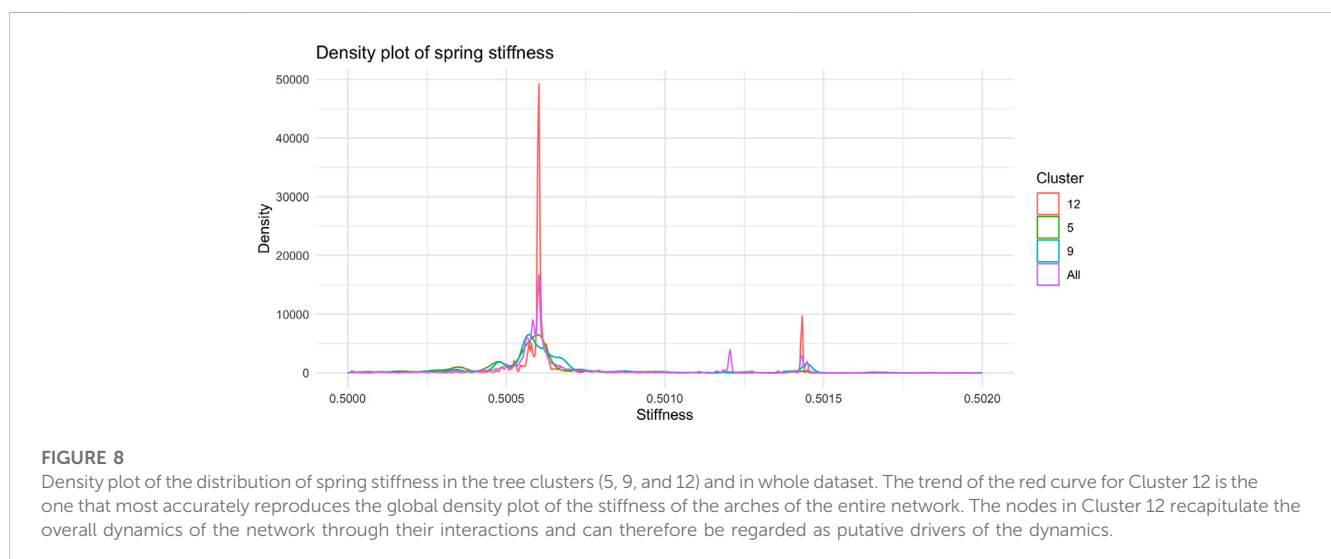 Density plot of spring stiffness
50000
40000
30000
20000
10000
0
Density
0.5000 0.5005 0.5010 0.5015 0.5020
Stiffness
Cluster
12
5
9
All
FIGURE 8
Density plot of the distribution of spring stiffness in the tree clusters (5, 9, and 12) and in whole dataset. The trend of the red curve for Cluster 12 is the
one that most accurately reproduces the global density plot of the stiffness of the arches of the entire network. The nodes in Cluster 12 recapitulate the
overall dynamics of the network through their interactions and can therefore be regarded as putative drivers of the dynamics.